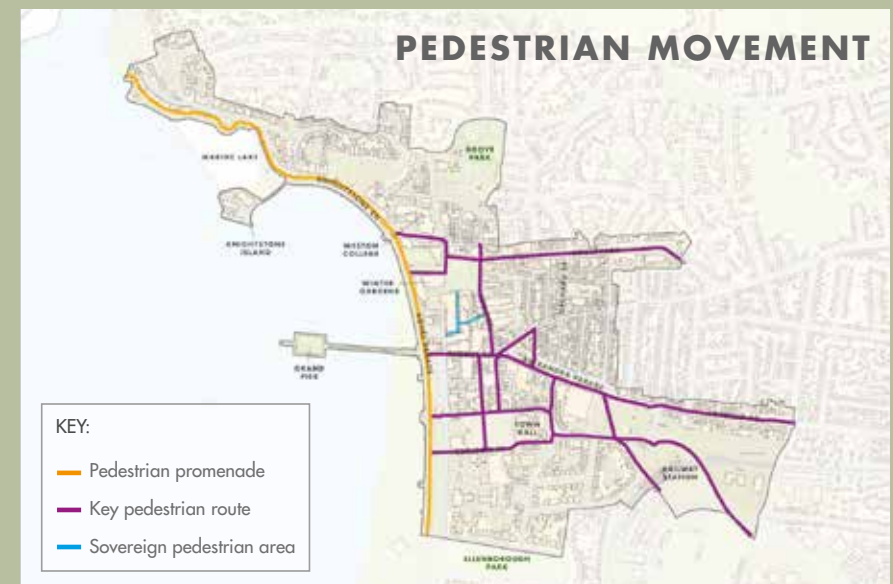 PEDESTRIAN MOVEMENT
GROVE
PARK
MARINE LAKE
KNIGHTSTONE
ISLAND
WESTON
COLLEGE
WINTER
GARDENS
GRAND
PIER
TOWN
HALL
RAILWAY
STATION
ELLENBOROUGH
PARK
KEY:
Pedestrian promenade
Key pedestrian route
Sovereign pedestrian area